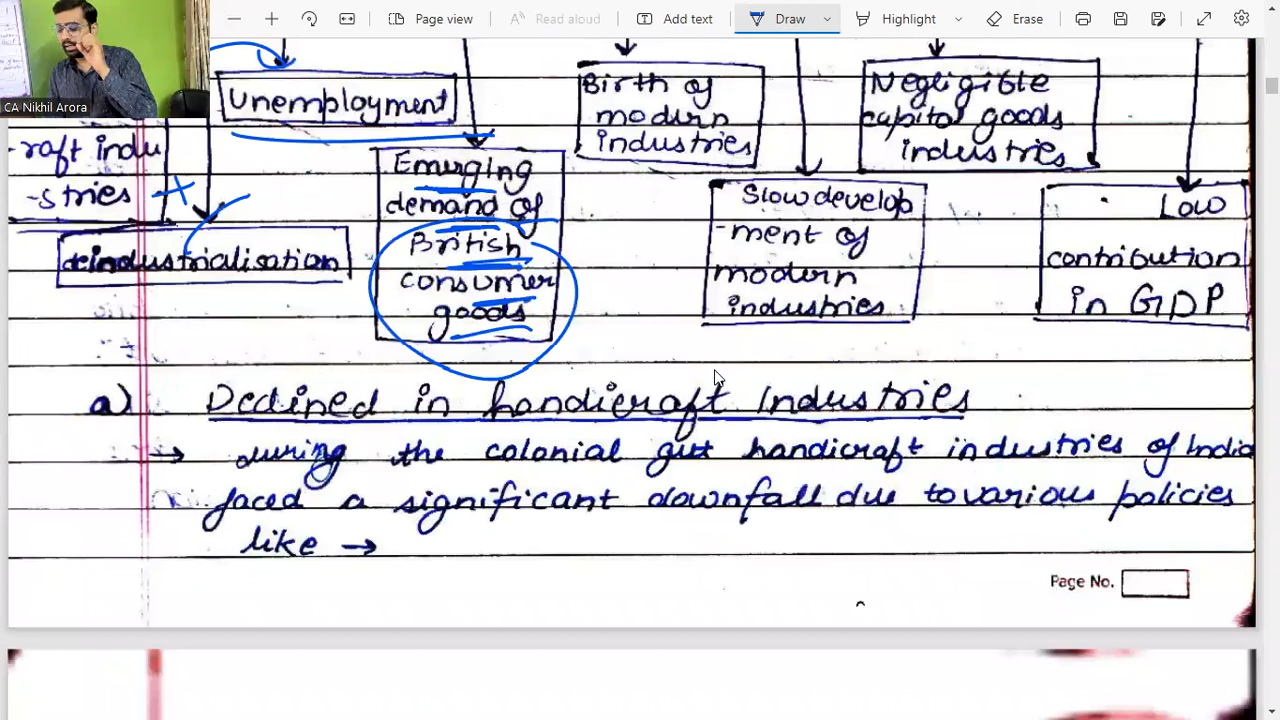 Page view
Read aloud
Add text
Draw
Highlight
Erase
CA Nikhil Arora
-raft indu
-stries
Unemployment
deindustrialisation
Emerging
demand of
British
consumer
goods
Birth of
modern
industries
Slow develop
-ment of
modern
industries
Negligible
capital goods
industries
Low
contribution
in GDP
a) Declined in handicraft Industries
→ during the colonial handicraft industries of India
faced a significant downfall due to various policies
like →
Page No.